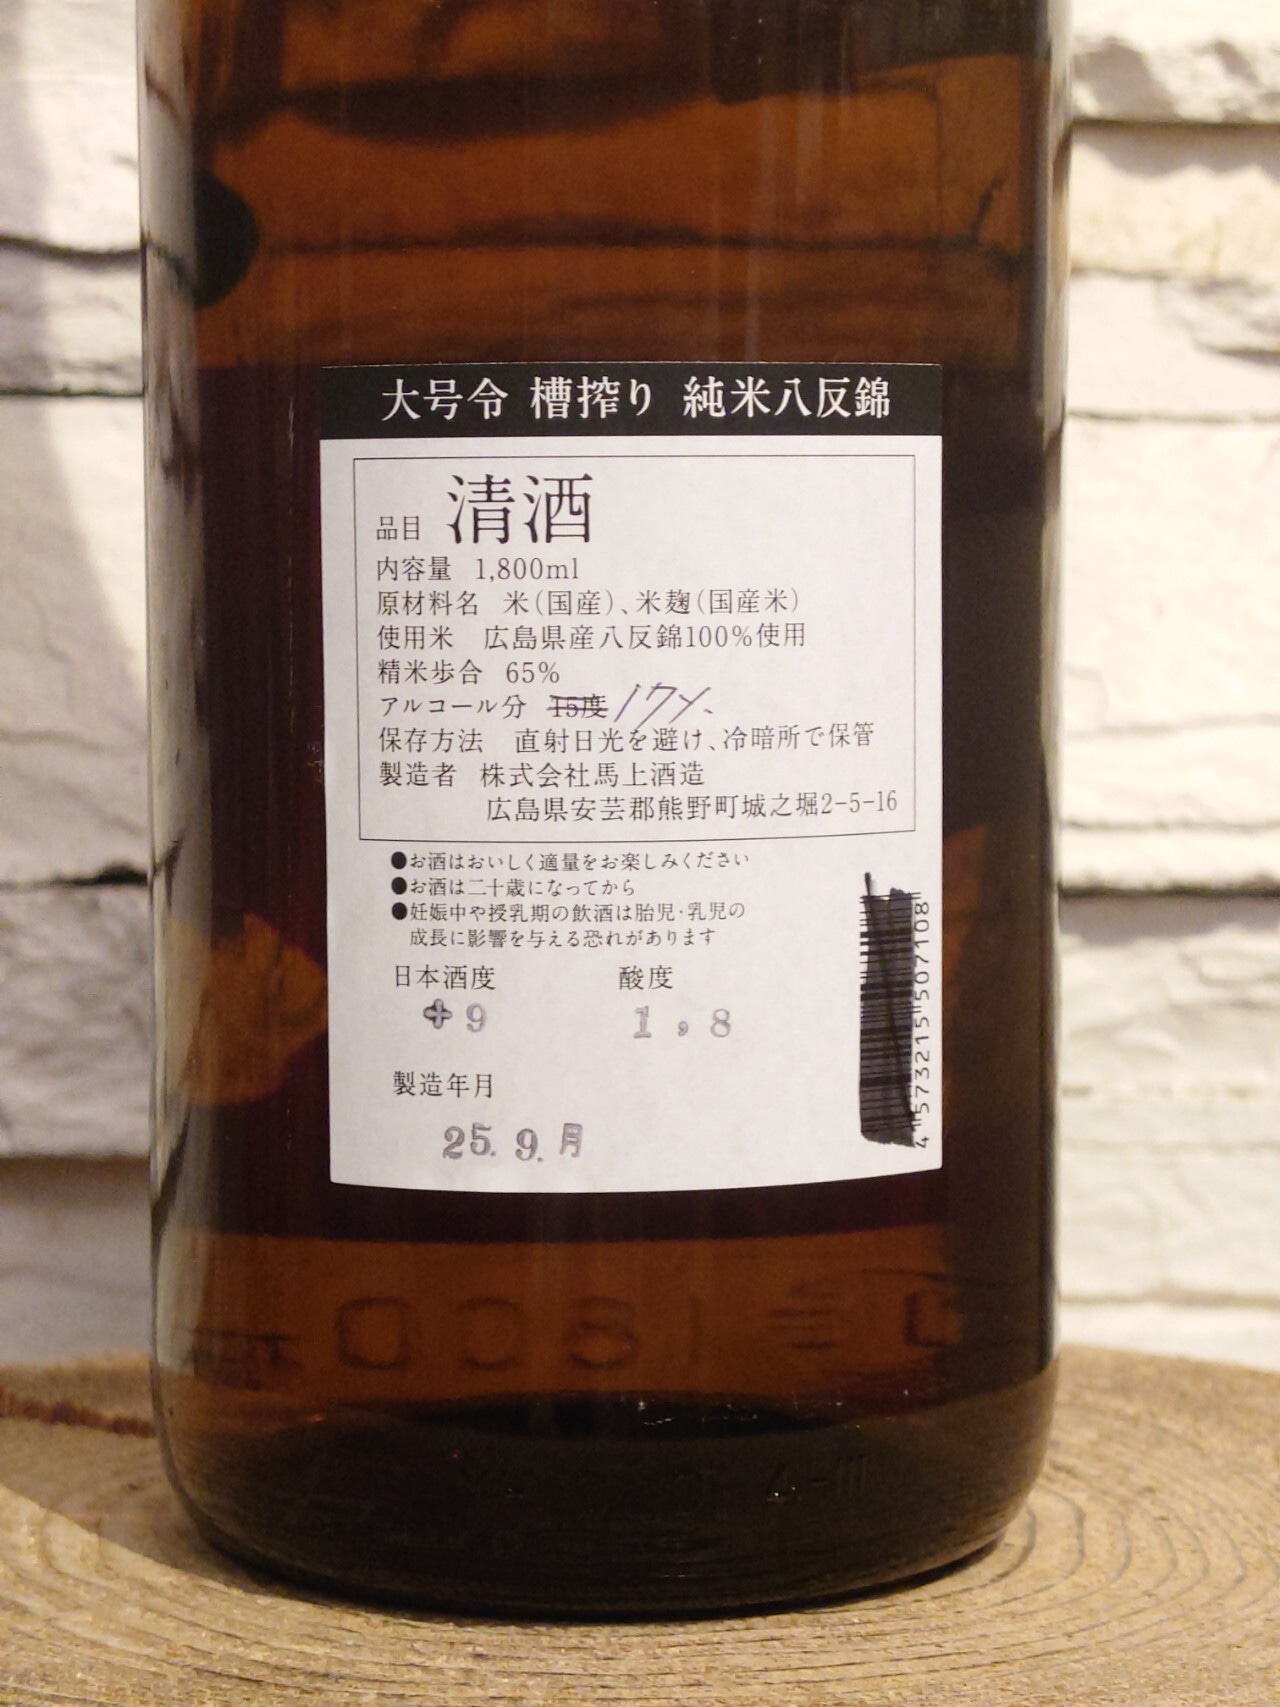 大号令 槽搾り 純米八反錦
品目 清酒
内容量 1,800ml
原材料名 米(国産)、米麹(国産米)
使用米 広島県産八反錦100%使用
精米歩合 65%
アルコール分 15度 17
保存方法 直射日光を避け、冷暗所で保管
製造者 株式会社馬上酒造
広島県安芸郡熊野町城之堀2-5-16
●お酒はおいしく適量をお楽しみください
●お酒は二十歳になってから
●妊娠中や授乳期の飲酒は胎児・乳児の
成長に影響を与える恐れがあります
日本酒度 酸度
+9 1,8
製造年月
25.9.月
4573215507108